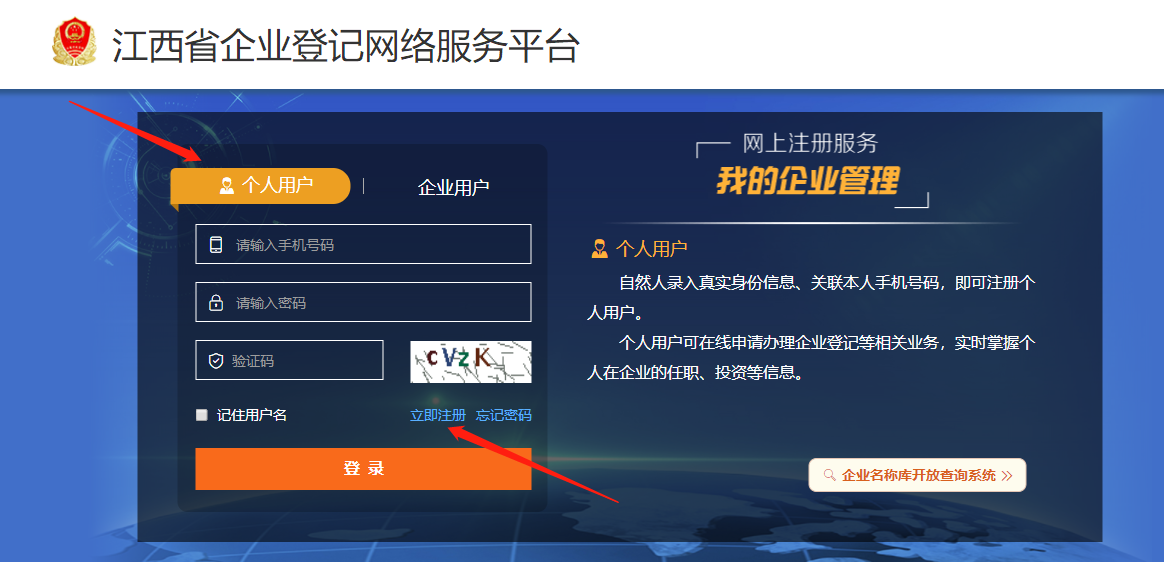 江西省企业登记网络服务平台
个人用户
企业用户
请输入手机号码
请输入密码
验证码
cVzK
记住用户名
立即注册 忘记密码
登 录
网上注册服务
我的企业管理
个人用户
自然人录入真实身份信息、关联本人手机号码，即可注册个
人用户。
个人用户可在线申请办理企业登记等相关业务，实时掌握个
人在企业的任职、投资等信息。
企业名称库开放查询系统 >>